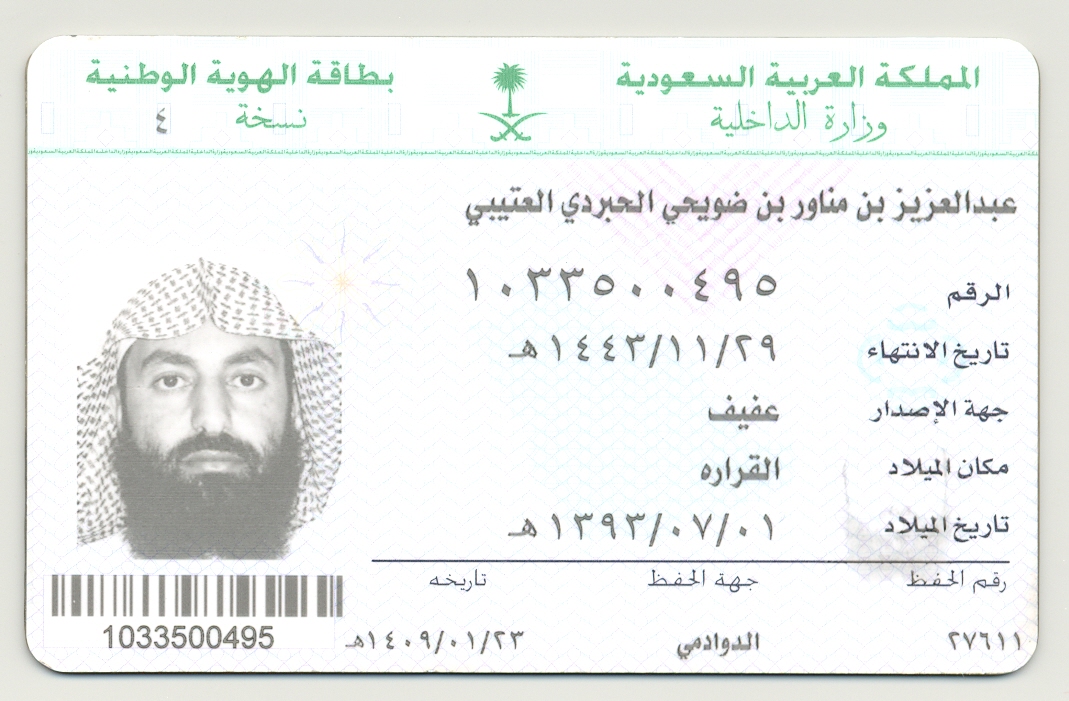 المملكة العربية السعودية
وزارة الداخلية
بطاقة الهوية الوطنية
نسخة ٤
عبدالعزيز بن مناور بن ضويحي الحبردي العتيبي
الرقم ١٠٣٣٥٠٠٤٩٥
تاريخ الانتهاء ١٤٤٣/١١/٢٩هـ
جهة الإصدار عفيف
مكان الميلاد القراره
تاريخ الميلاد ١٣٩٣/٠٧/٠١هـ
رقم الحفظ جهة الحفظ تاريخه
٢٧٦١١ الدوادمي ١٤٠٩/٠١/٢٣هـ
1033500495